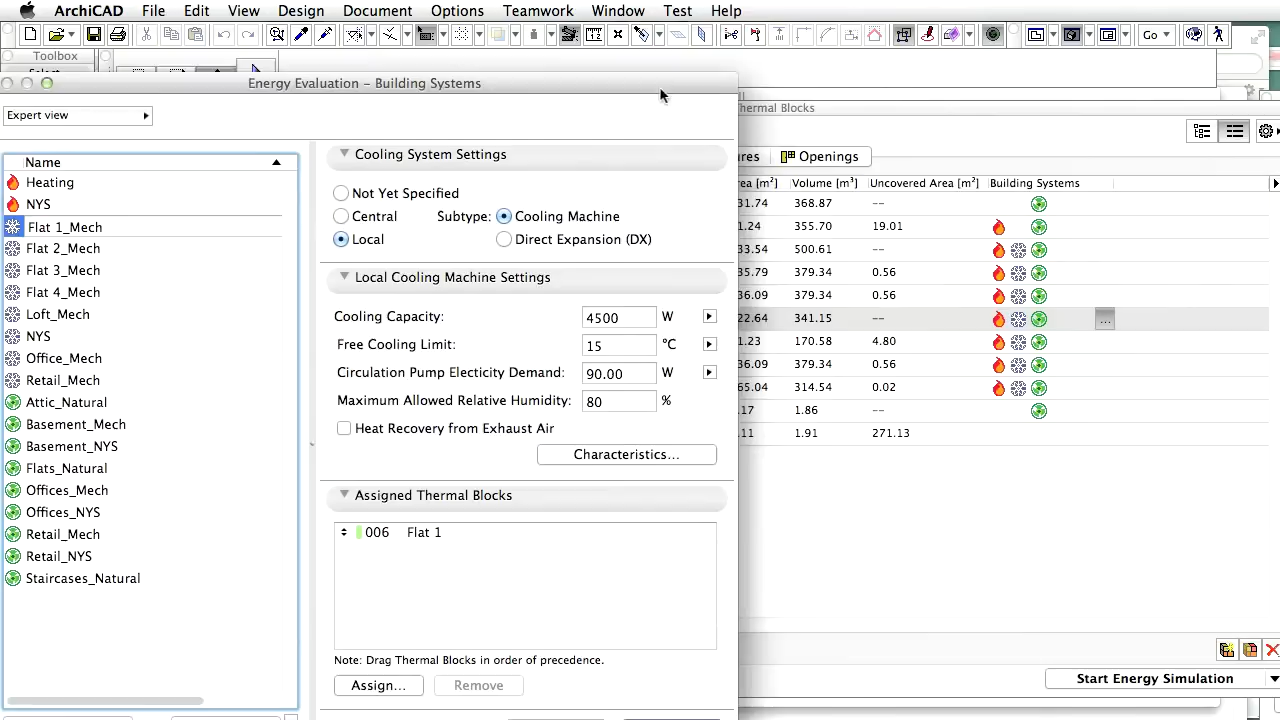 ArchiCAD File Edit View Design Document Options Teamwork Window Test Help
Go
Toolbox
Energy Evaluation – Building Systems
Expert view
Name
Heating
NYS
Flat 1_Mech
Flat 2_Mech
Flat 3_Mech
Flat 4_Mech
Loft_Mech
NYS
Office_Mech
Retail_Mech
Attic_Natural
Basement_Mech
Basement_NYS
Flats_Natural
Offices_Mech
Offices_NYS
Retail_Mech
Retail_NYS
Staircases_Natural
Cooling System Settings
Not Yet Specified
Central Subtype: Cooling Machine
Local Direct Expansion (DX)
Local Cooling Machine Settings
Cooling Capacity: 4500 W
Free Cooling Limit: 15 °C
Circulation Pump Electicity Demand: 90.00 W
Maximum Allowed Relative Humidity: 80 %
Heat Recovery from Exhaust Air
Characteristics...
Assigned Thermal Blocks
006 Flat 1
Note: Drag Thermal Blocks in order of precedence.
Assign... Remove
hermal Blocks
res Openings
rea [m²] Volume [m³] Uncovered Area [m²] Building Systems
31.74 368.87 --
1.24 355.70 19.01
33.54 500.61 --
35.79 379.34 0.56
36.09 379.34 0.56
22.64 341.15 -- ...
1.23 170.58 4.80
36.09 379.34 0.56
65.04 314.54 0.02
.17 1.86 --
.11 1.91 271.13
Start Energy Simulation